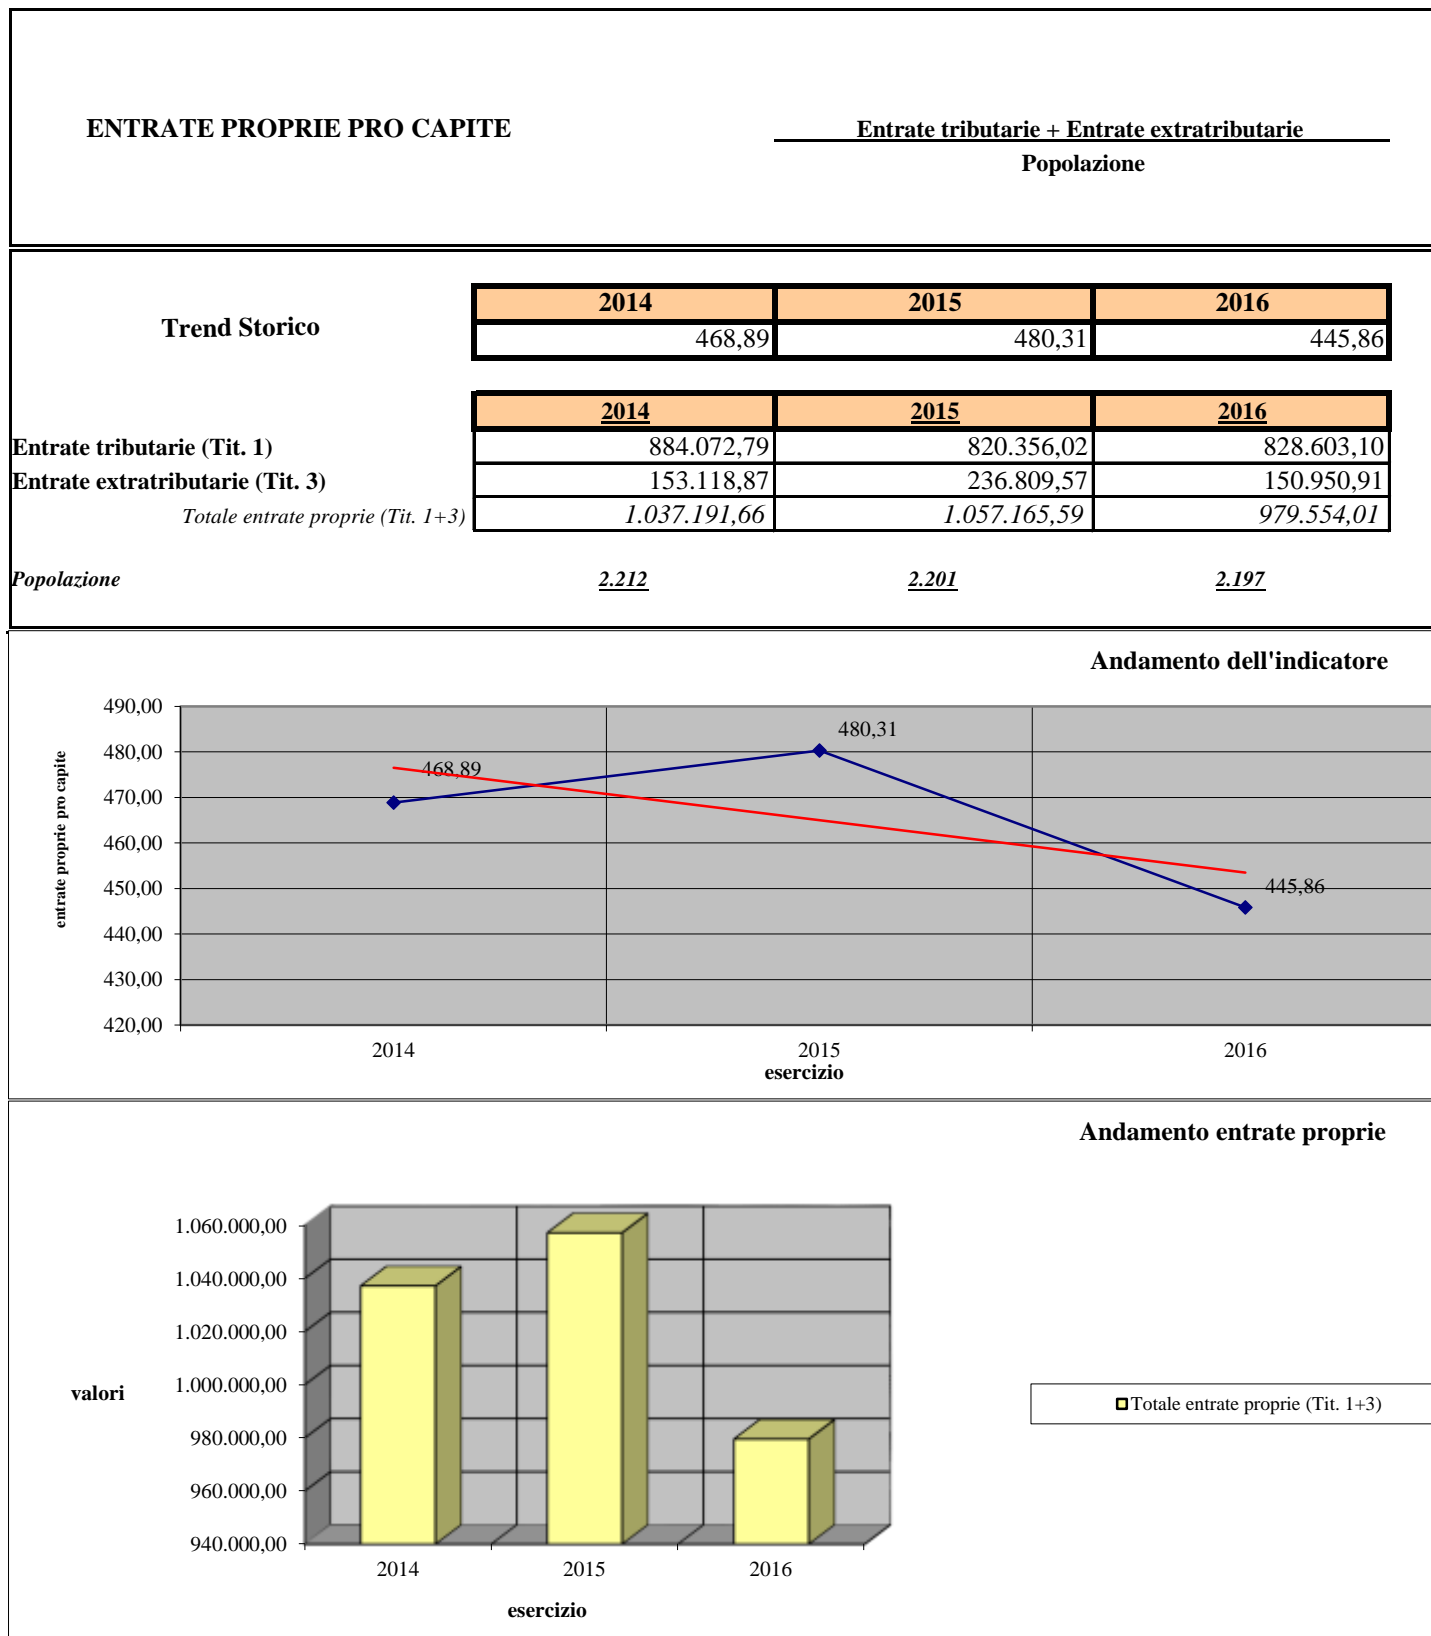 ENTRATE PROPRIE PRO CAPITE
Entrate tributarie + Entrate extratributarie
Popolazione
Trend Storico
2014 2015 2016
468,89 480,31 445,86
2014 2015 2016
Entrate tributarie (Tit. 1) 884.072,79 820.356,02 828.603,10
Entrate extratributarie (Tit. 3) 153.118,87 236.809,57 150.950,91
Totale entrate proprie (Tit. 1+3) 1.037.191,66 1.057.165,59 979.554,01
Popolazione 2.212 2.201 2.197
Andamento dell'indicatore
entrate proprie pro capite
490,00
480,00
470,00
460,00
450,00
440,00
430,00
420,00
468,89
480,31
445,86
2014 2015 2016
esercizio
Andamento entrate proprie
valori
1.060.000,00
1.040.000,00
1.020.000,00
1.000.000,00
980.000,00
960.000,00
940.000,00
2014 2015 2016
esercizio
Totale entrate proprie (Tit. 1+3)